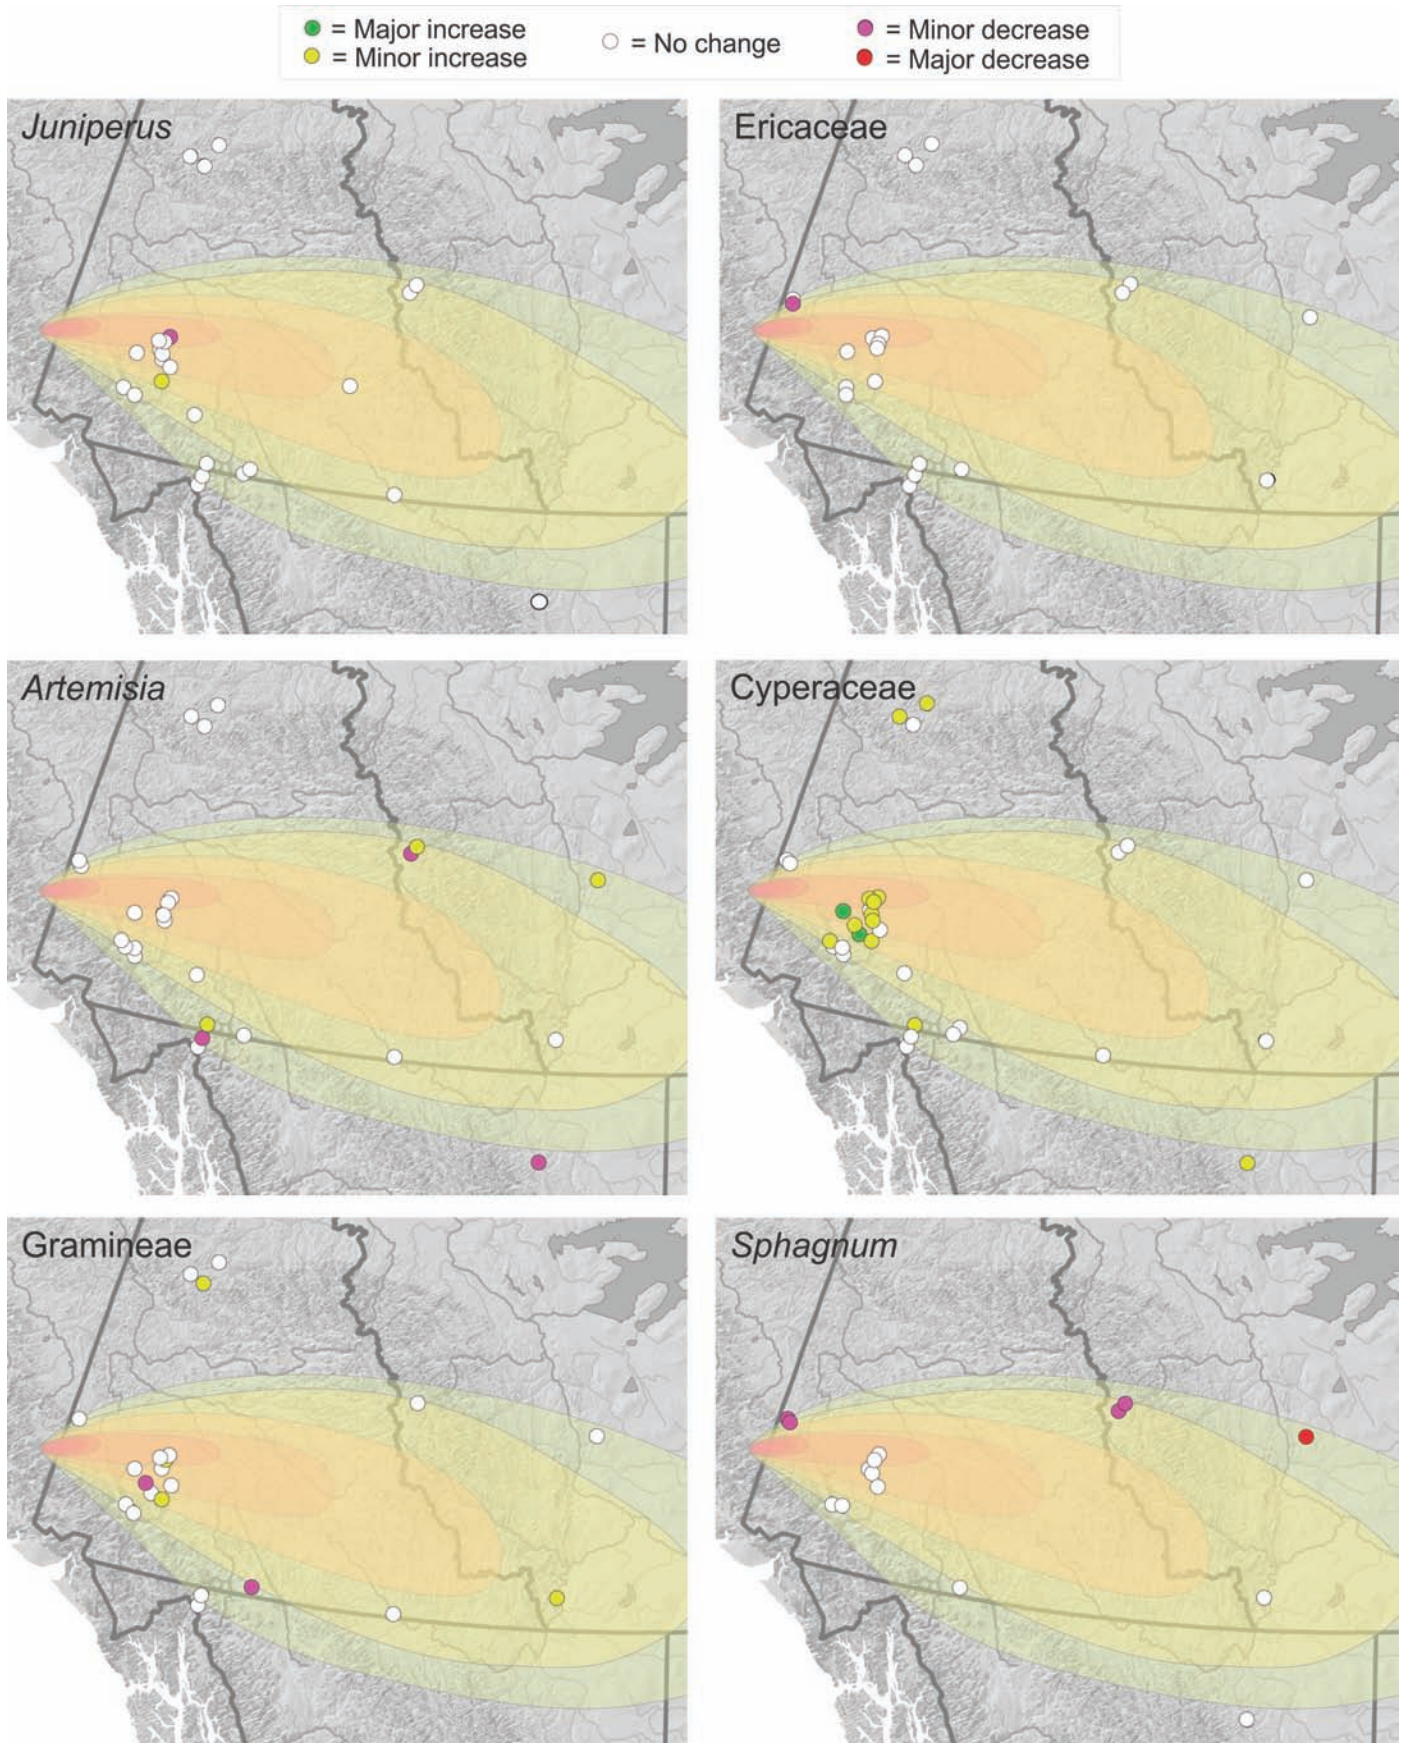 = Major increase
= Minor increase
= No change
= Minor decrease
= Major decrease
Juniperus
Ericaceae
Artemisia
Cyperaceae
Gramineae
Sphagnum